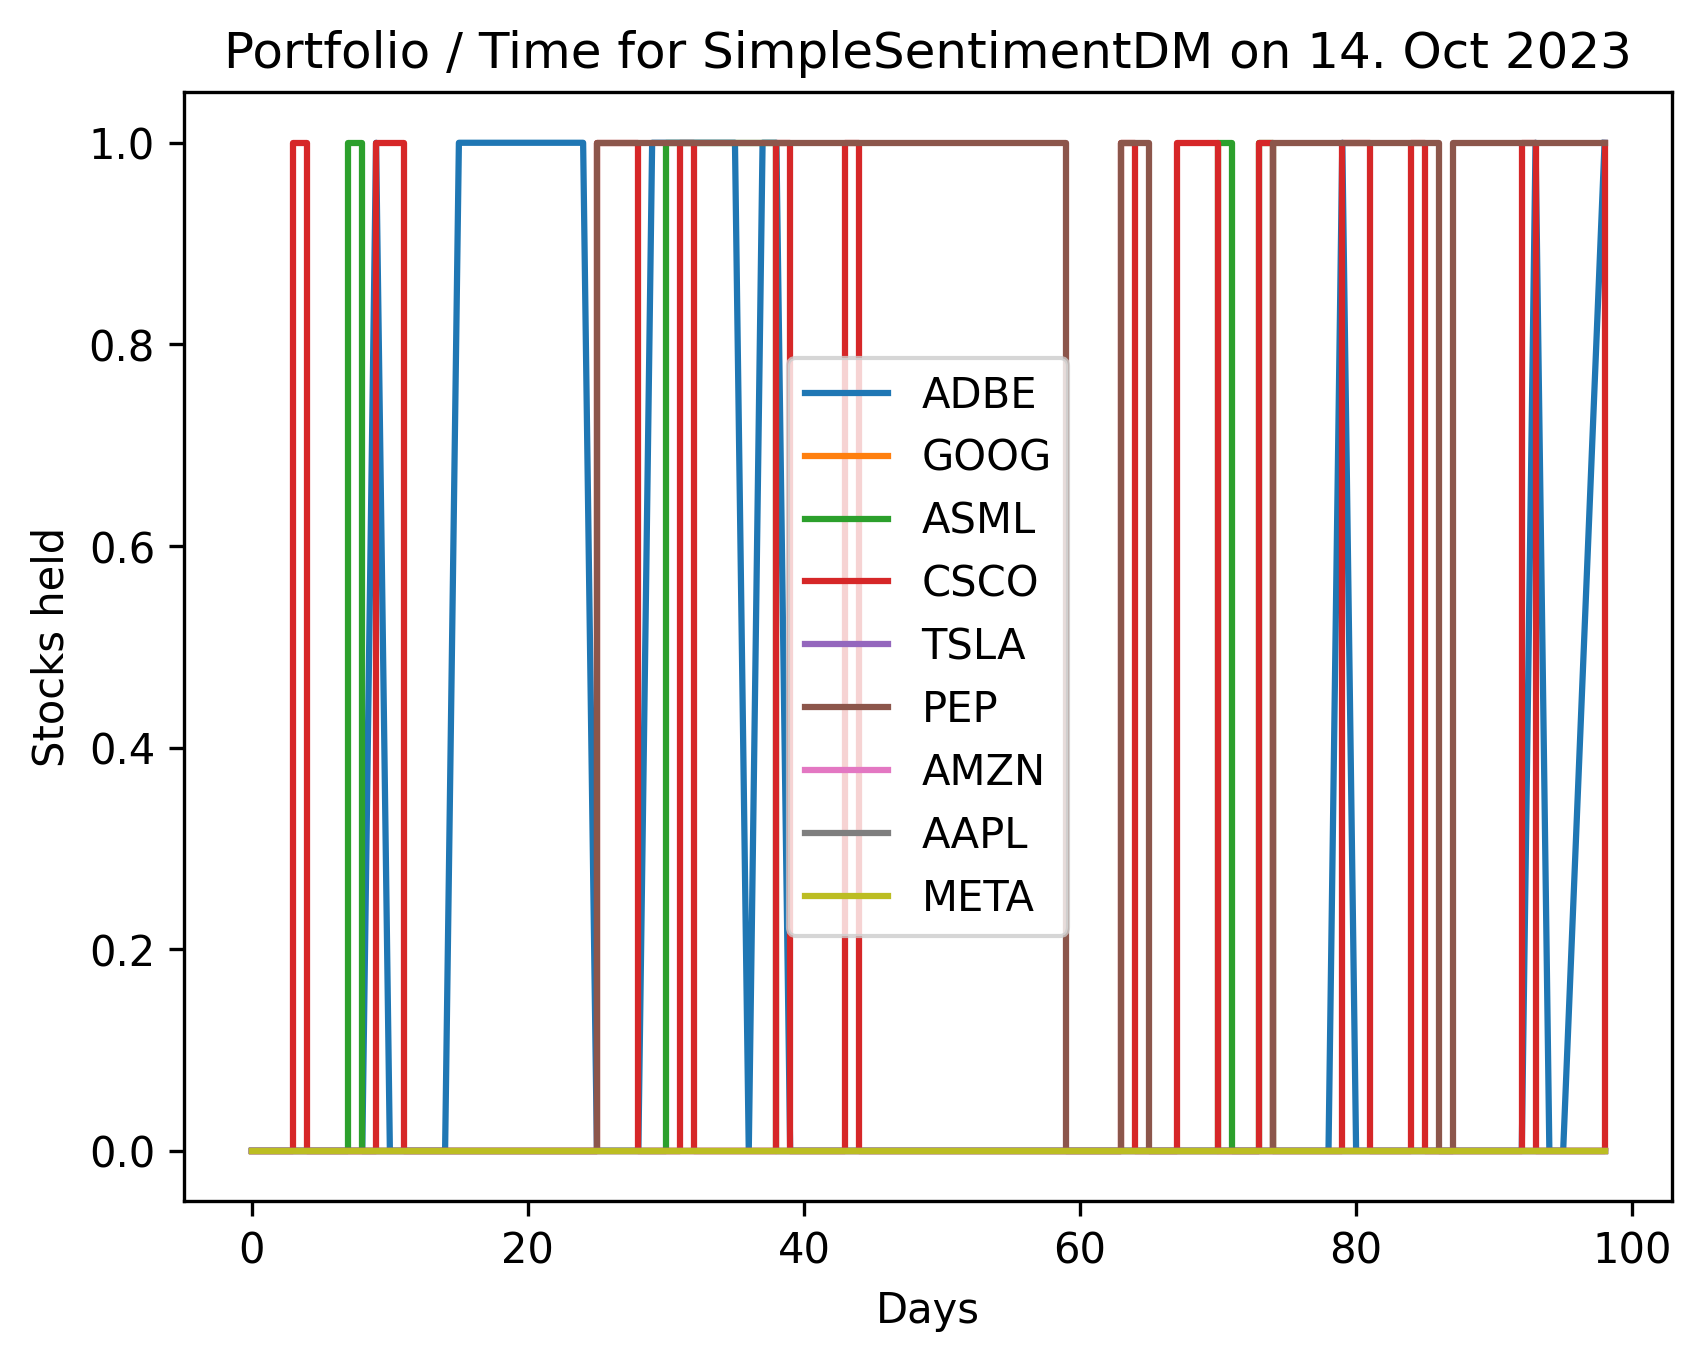 Portfolio / Time for SimpleSentimentDM on 14. Oct 2023
Stocks held
1.0
0.8
0.6
0.4
0.2
0.0
ADBE
GOOG
ASML
CSCO
TSLA
PEP
AMZN
AAPL
META
0 20 40 60 80 100
Days